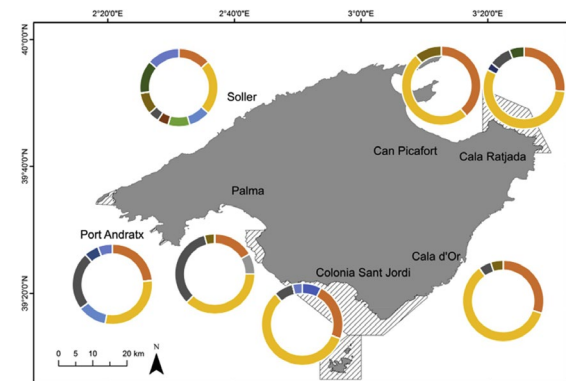 2°20'0"E 2°40'0"E 3°0'0"E 3°20'0"E
40°0'0"N
Soller
Can Picafort
Cala Ratjada
39°40'0"N
Palma
Port Andratx
Cala d'Or
Colonia Sant Jordi
39°20'0"N
N
0 5 10 20 km